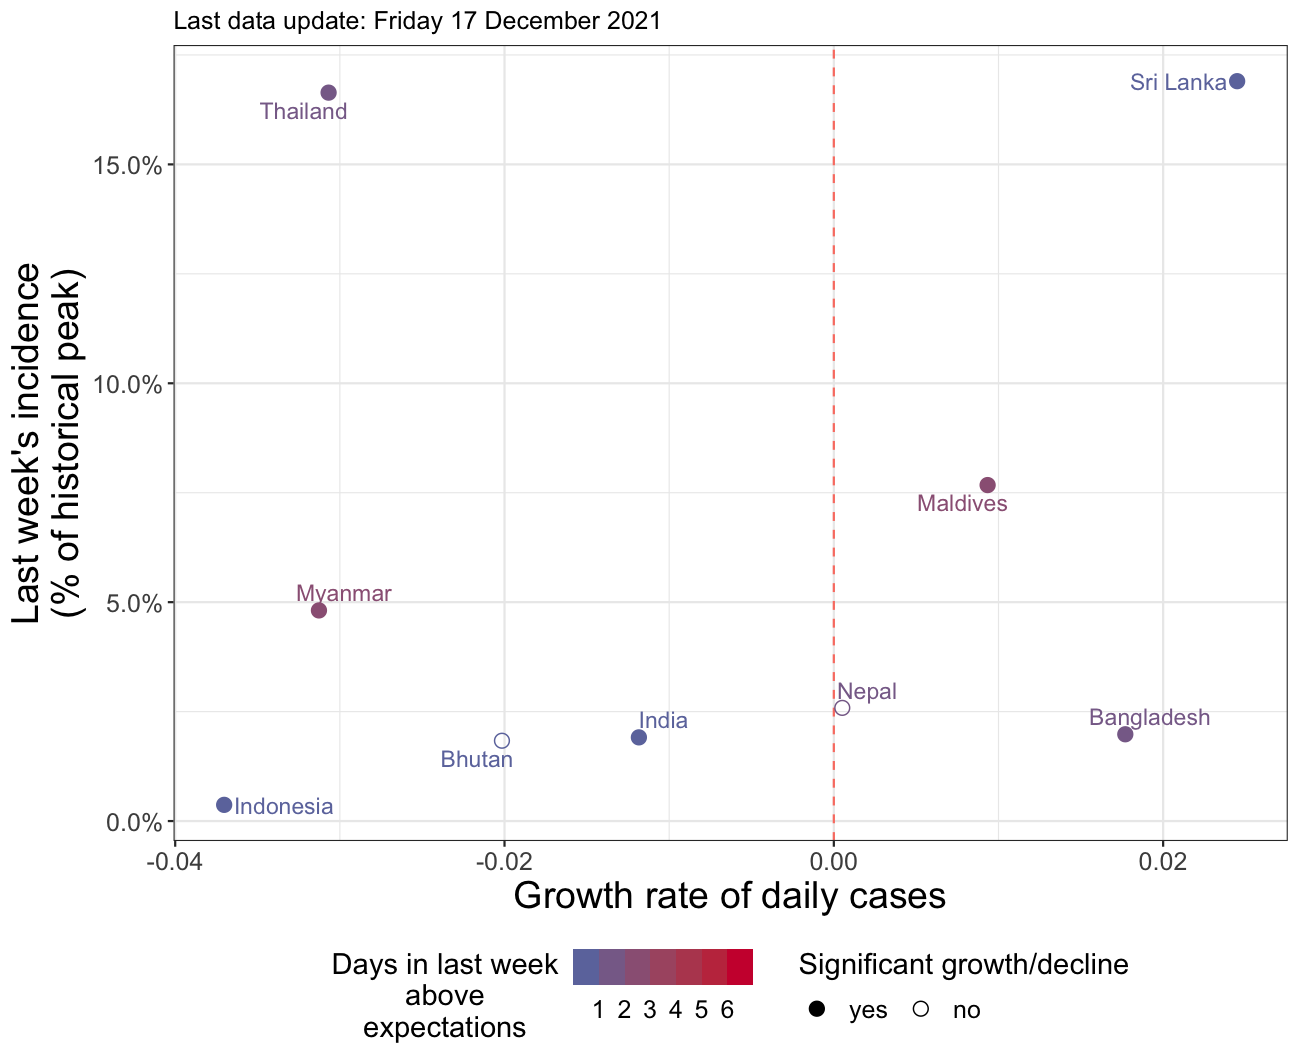 Last data update: Friday 17 December 2021
Thailand
Sri Lanka
15.0%
10.0%
Last week's incidence
(% of historical peak)
Maldives
Myanmar
5.0%
Nepal
India
Bangladesh
Bhutan
Indonesia
0.0%
-0.04
-0.02
0.00
0.02
Growth rate of daily cases
Days in last week
above
expectations
1 2 3 4 5 6
Significant growth/decline
yes no